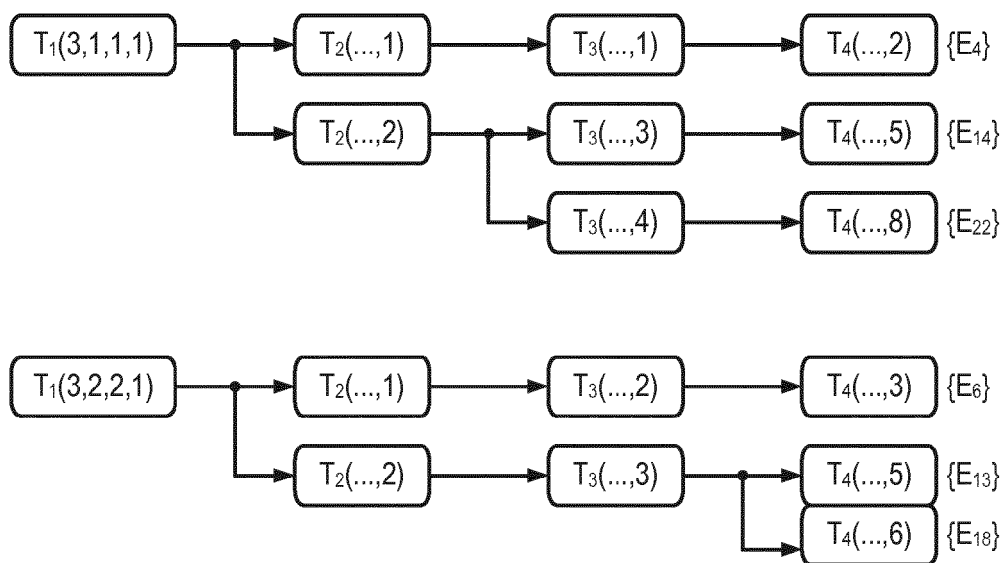 T₁(3,1,1,1) T₂(...,1) T₃(...,1) T₄(...,2) {E₄}
T₂(...,2) T₃(...,3) T₄(...,5) {E₁₄}
T₃(...,4) T₄(...,8) {E₂₂}
T₁(3,2,2,1) T₂(...,1) T₃(...,2) T₄(...,3) {E₆}
T₂(...,2) T₃(...,3) T₄(...,5) {E₁₃}
T₄(...,6) {E₁₈}